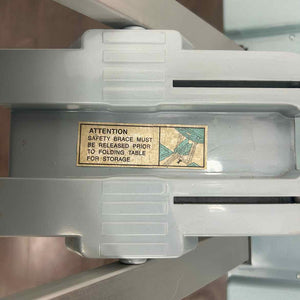 ATTENTION
SAFETY BRACE MUST
BE RELEASED PRIOR
TO FOLDING TABLE
FOR STORAGE